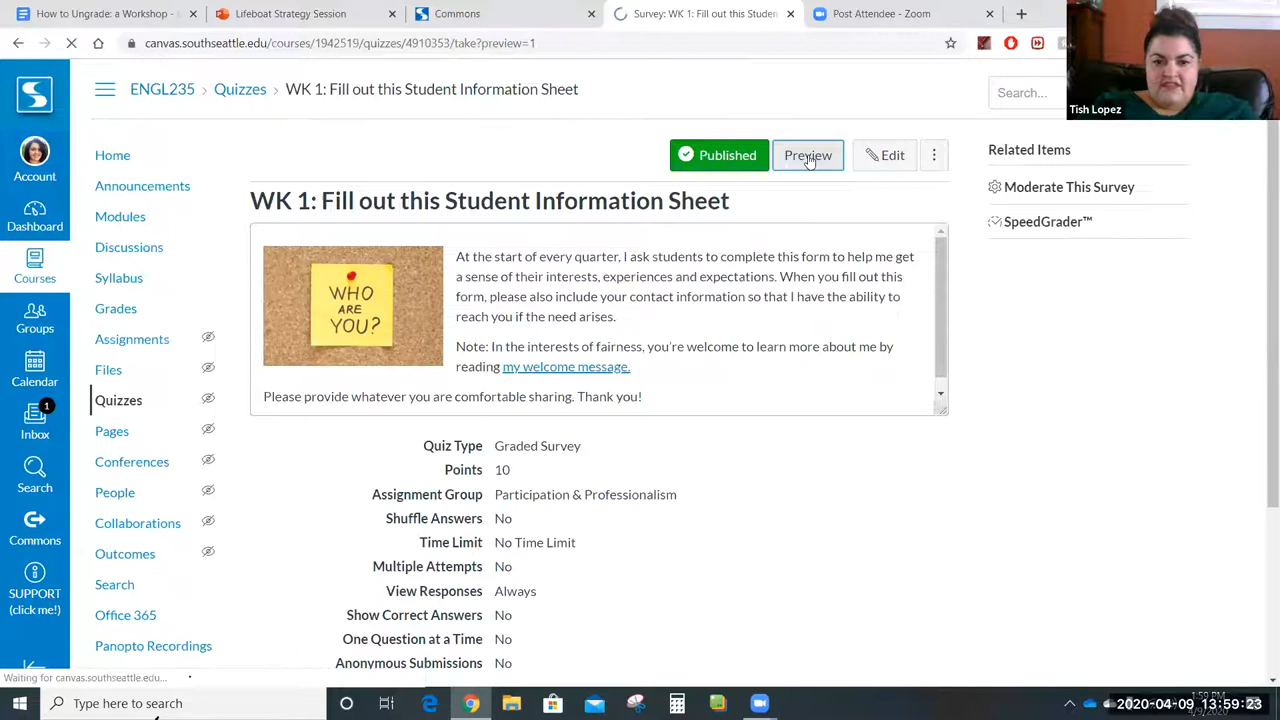 How to Ungrade: a Workshop -
Lifeboat Strategy Session
Commons
Survey: WK 1: Fill out this Studen
Post Attendee - Zoom
canvas.southseattle.edu/courses/1942519/quizzes/4910353/take?preview=1
Tish Lopez
ENGL235 › Quizzes › WK 1: Fill out this Student Information Sheet
Search...
Account
Dashboard
Courses
Groups
Calendar
1
Inbox
Search
Commons
SUPPORT
(click me!)
Home
Announcements
Modules
Discussions
Syllabus
Grades
Assignments
Files
Quizzes
Pages
Conferences
People
Collaborations
Outcomes
Search
Office 365
Panopto Recordings
Published Preview Edit
WK 1: Fill out this Student Information Sheet
WHO
ARE
YOU?
At the start of every quarter, I ask students to complete this form to help me get
a sense of their interests, experiences and expectations. When you fill out this
form, please also include your contact information so that I have the ability to
reach you if the need arises.
Note: In the interests of fairness, you're welcome to learn more about me by
reading my welcome message.
Please provide whatever you are comfortable sharing. Thank you!
Quiz Type Graded Survey
Points 10
Assignment Group Participation & Professionalism
Shuffle Answers No
Time Limit No Time Limit
Multiple Attempts No
View Responses Always
Show Correct Answers No
One Question at a Time No
Anonymous Submissions No
Related Items
Moderate This Survey
SpeedGrader™
Waiting for canvas.southseattle.edu...
Type here to search
1:59 PM
2020-04-09 13:59:23
4/9/2020